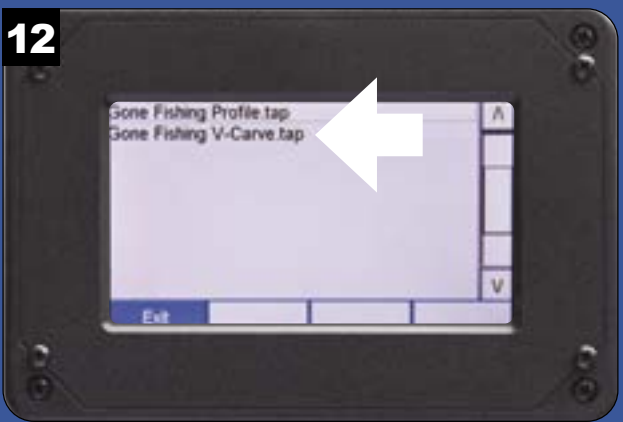 12
Gone Fishing Profile.tap
Gone Fishing V-Carve.tap
Λ
V
Exit